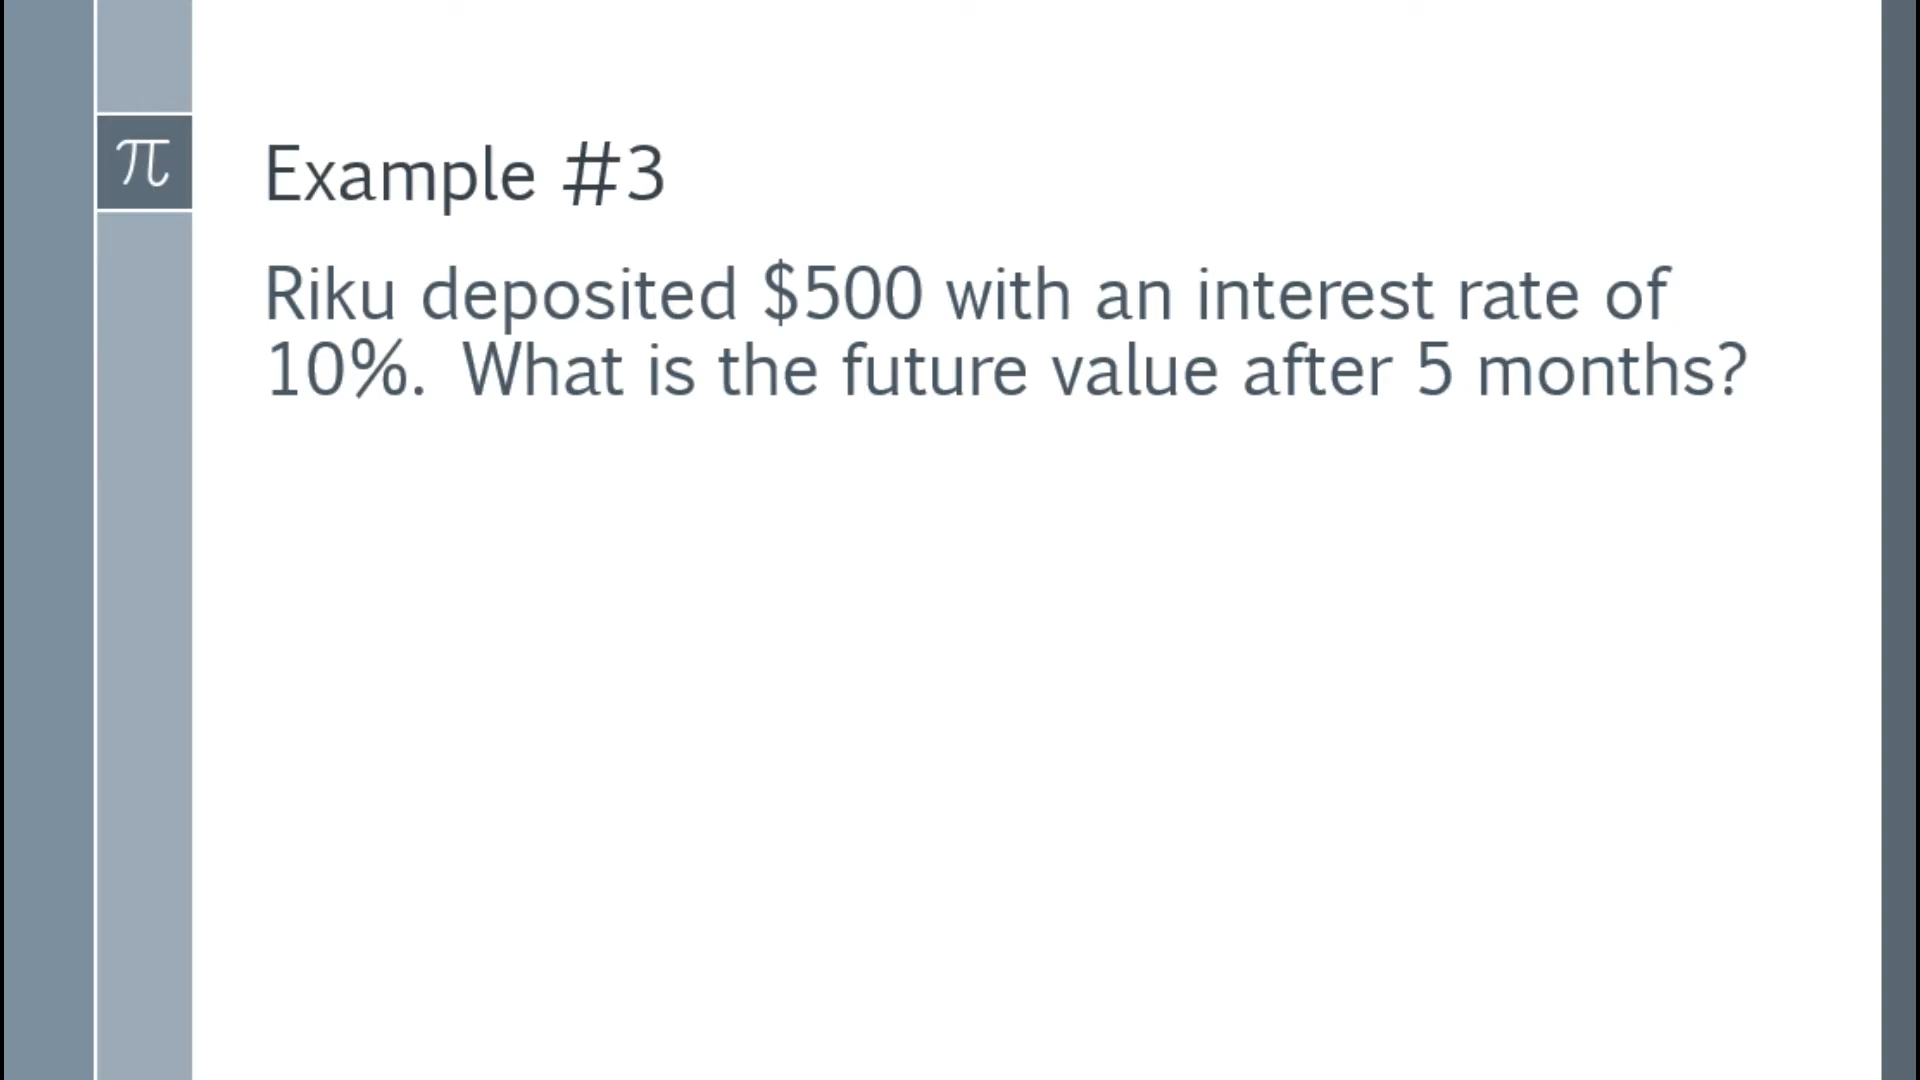 π
Example #3
Riku deposited $500 with an interest rate of
10%. What is the future value after 5 months?